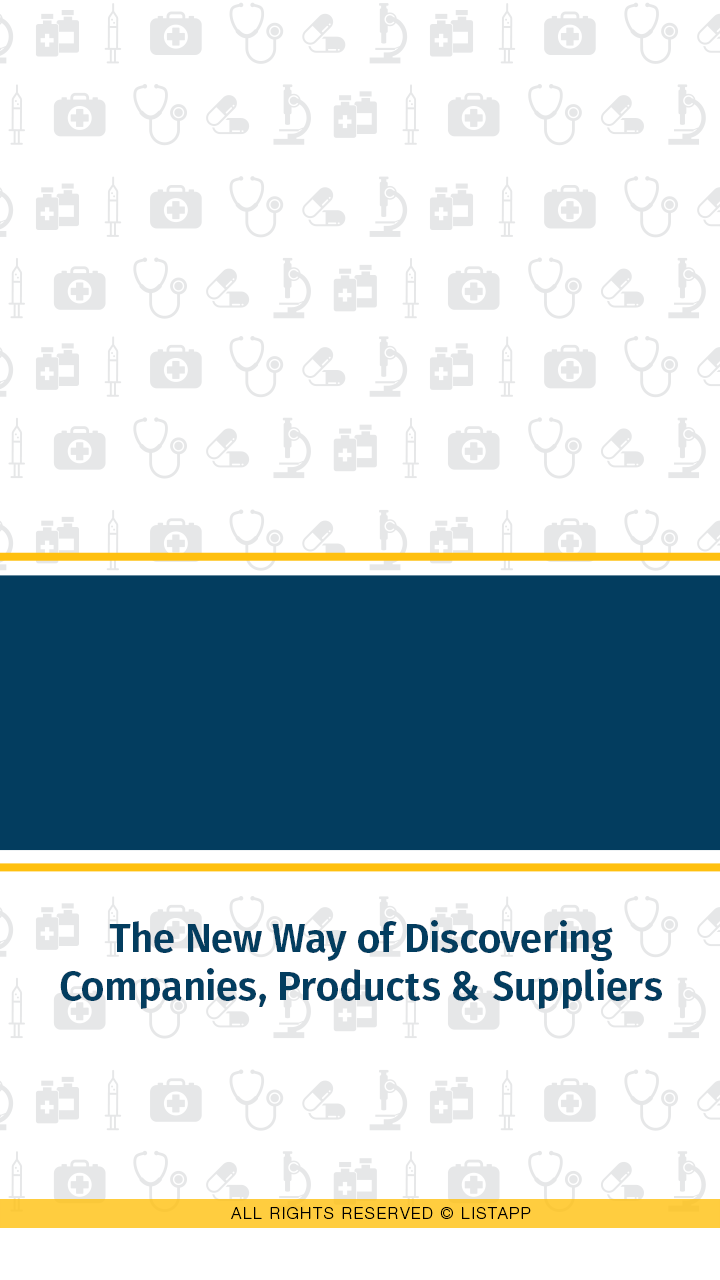 The New Way of Discovering
Companies, Products & Suppliers
ALL RIGHTS RESERVED © LISTAPP